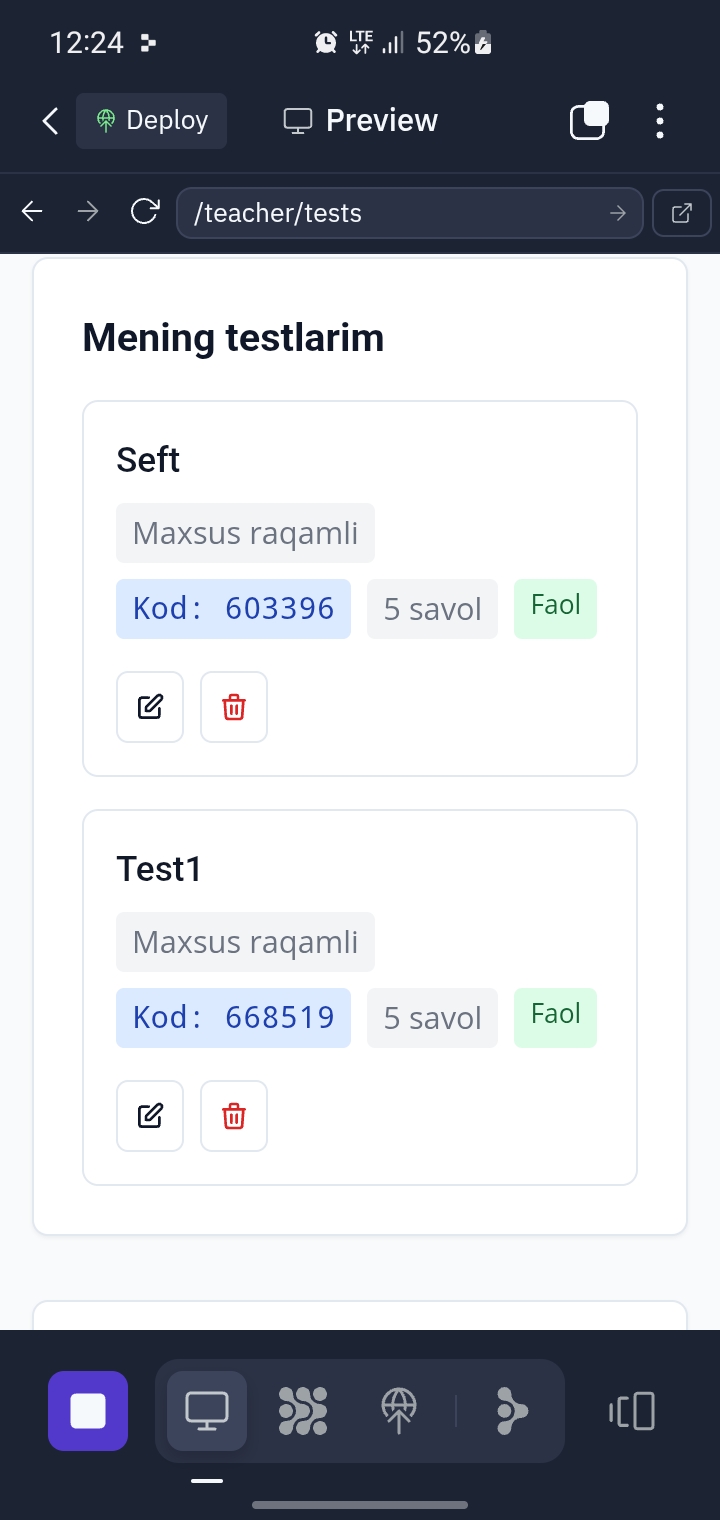 12:24 LTE 52%
Deploy Preview
/teacher/tests
Mening testlarim
Seft
Maxsus raqamli
Kod: 603396 5 savol Faol
Test1
Maxsus raqamli
Kod: 668519 5 savol Faol